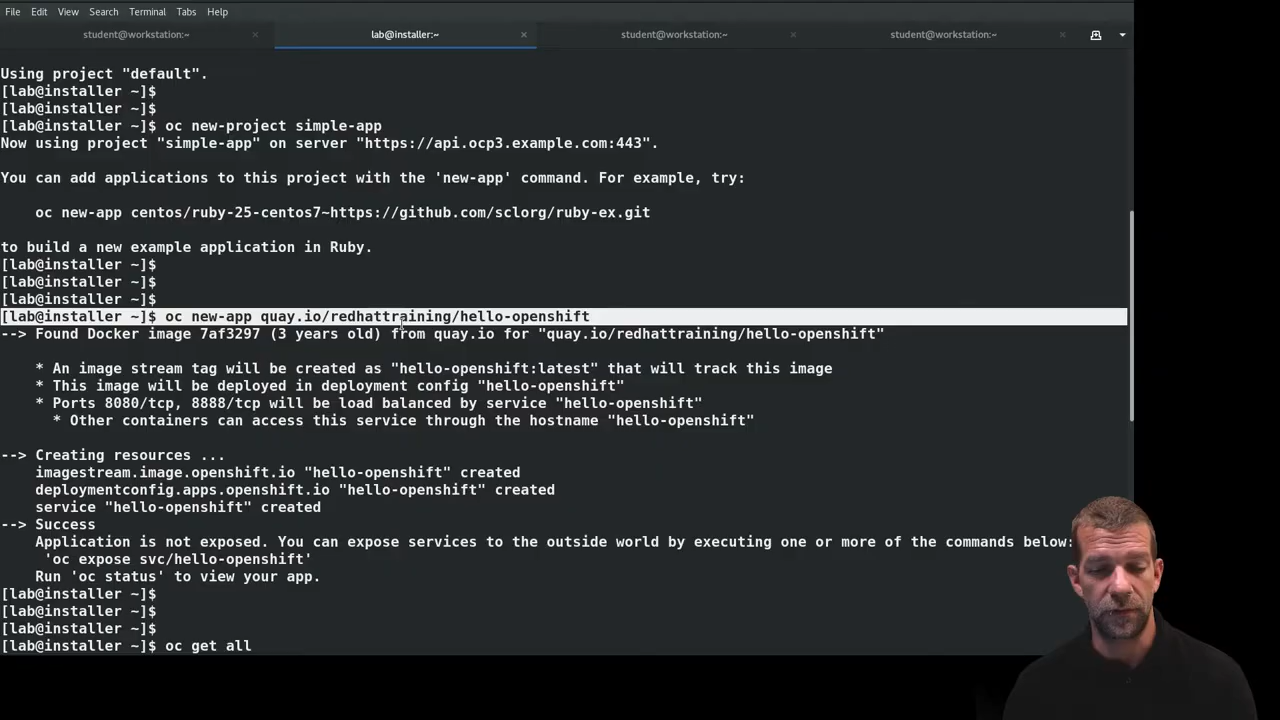 File Edit View Search Terminal Tabs Help
student@workstation:~ × lab@installer:~ × student@workstation:~ × student@workstation:~ ×
Using project "default".
[lab@installer ~]$
[lab@installer ~]$
[lab@installer ~]$ oc new-project simple-app
Now using project "simple-app" on server "https://api.ocp3.example.com:443".
You can add applications to this project with the 'new-app' command. For example, try:
oc new-app centos/ruby-25-centos7~https://github.com/sclorg/ruby-ex.git
to build a new example application in Ruby.
[lab@installer ~]$
[lab@installer ~]$
[lab@installer ~]$
[lab@installer ~]$ oc new-app quay.io/redhattraining/hello-openshift
--> Found Docker image 7af3297 (3 years old) from quay.io for "quay.io/redhattraining/hello-openshift"
* An image stream tag will be created as "hello-openshift:latest" that will track this image
* This image will be deployed in deployment config "hello-openshift"
* Ports 8080/tcp, 8888/tcp will be load balanced by service "hello-openshift"
* Other containers can access this service through the hostname "hello-openshift"
--> Creating resources ...
imagestream.image.openshift.io "hello-openshift" created
deploymentconfig.apps.openshift.io "hello-openshift" created
service "hello-openshift" created
--> Success
Application is not exposed. You can expose services to the outside world by executing one or more of the commands below:
'oc expose svc/hello-openshift'
Run 'oc status' to view your app.
[lab@installer ~]$
[lab@installer ~]$
[lab@installer ~]$
[lab@installer ~]$ oc get all